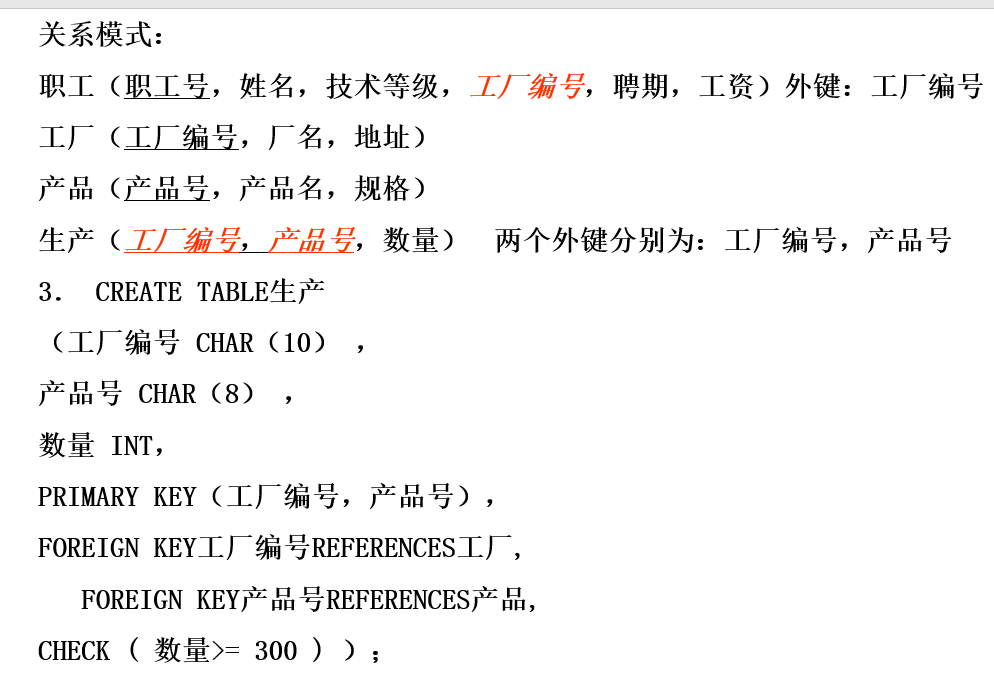 关系模式：
职工（职工号，姓名，技术等级，工厂编号，聘期，工资）外键：工厂编号
工厂（工厂编号，厂名，地址）
产品（产品号，产品名，规格）
生产（工厂编号，产品号，数量） 两个外键分别为：工厂编号，产品号
3． CREATE TABLE生产
（工厂编号 CHAR（10） ，
产品号 CHAR（8） ，
数量 INT，
PRIMARY KEY（工厂编号，产品号），
FOREIGN KEY工厂编号REFERENCES工厂,
FOREIGN KEY产品号REFERENCES产品,
CHECK ( 数量>= 300 ) ）；